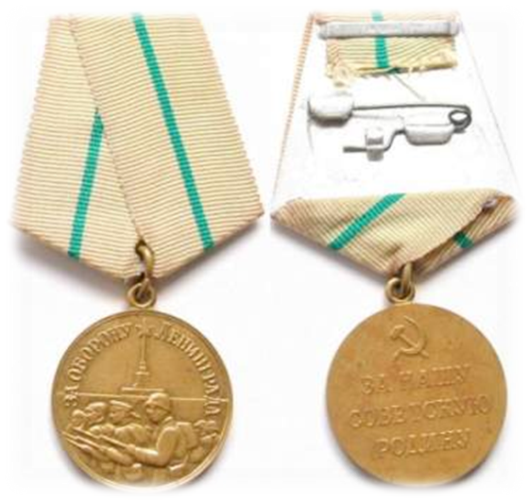 ЗА ОБОРОНУ ЛЕНИНГРАДА
ЗА НАШУ
СОВЕТСКУЮ
РОДИНУ